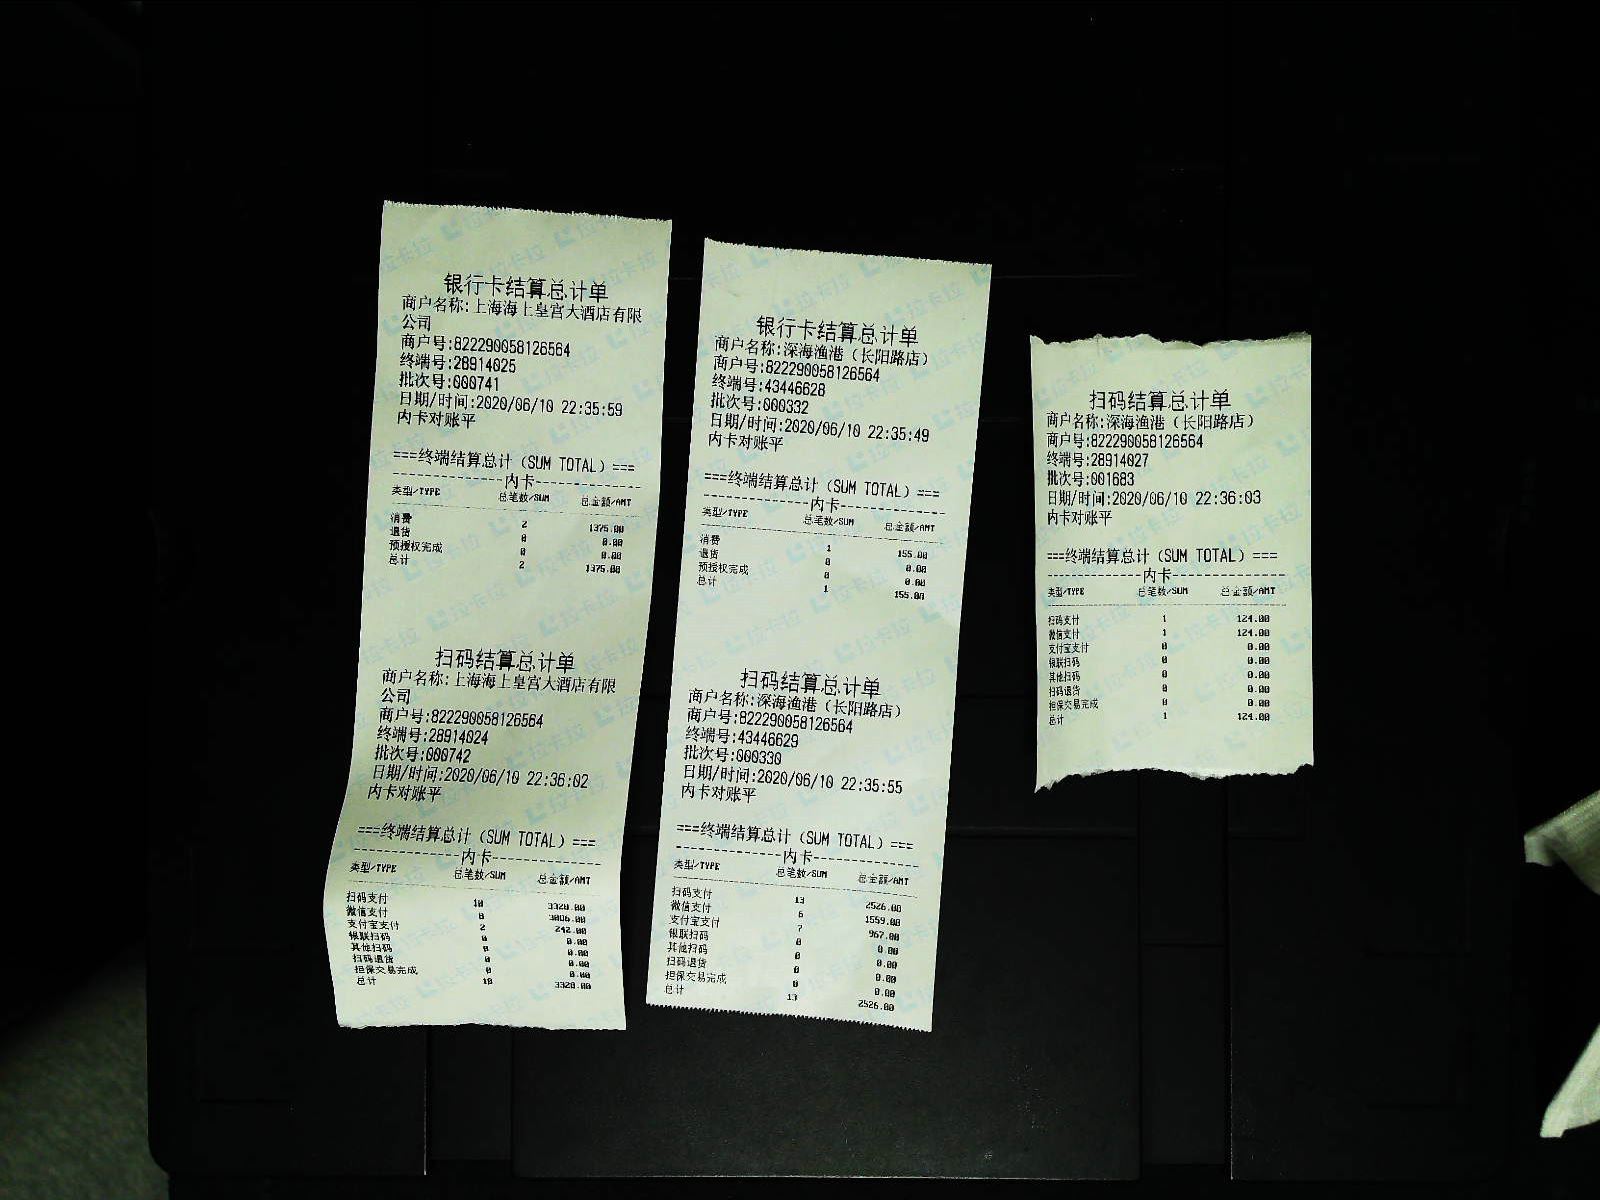 银行卡结算总计单
商户名称:上海海上皇宫大酒店有限
公司
商户号:822290058126564
终端号:28914025
批次号:000741
日期/时间:2020/06/10 22:35:59
内卡对账平
===终端结算总计(SUM TOTAL)===
----------内卡----------
类型/TYPE 总笔数/SUM 总金额/AMT
消费 2 1375.00
退货 0 0.00
预授权完成 0 0.00
总计 2 1375.00
扫码结算总计单
商户名称:上海海上皇宫大酒店有限
公司
商户号:822290058126564
终端号:28914024
批次号:000742
日期/时间:2020/06/10 22:36:02
内卡对账平
===终端结算总计(SUM TOTAL)===
----------内卡----------
类型/TYPE 总笔数/SUM 总金额/AMT
扫码支付 10 3328.00
微信支付 8 3086.00
支付宝支付 2 242.00
银联扫码 0 0.00
其他扫码 0 0.00
扫码退货 0 0.00
担保交易完成 0 0.00
总计 10 3328.00
银行卡结算总计单
商户名称:深海渔港(长阳路店)
商户号:822290058126564
终端号:43446628
批次号:000332
日期/时间:2020/06/10 22:35:49
内卡对账平
===终端结算总计(SUM TOTAL)===
----------内卡----------
类型/TYPE 总笔数/SUM 总金额/AMT
消费 1 155.00
退货 0 0.00
预授权完成 0 0.00
总计 1 155.00
扫码结算总计单
商户名称:深海渔港(长阳路店)
商户号:822290058126564
终端号:43446629
批次号:000330
日期/时间:2020/06/10 22:35:55
内卡对账平
===终端结算总计(SUM TOTAL)===
----------内卡----------
类型/TYPE 总笔数/SUM 总金额/AMT
扫码支付 13 2526.00
微信支付 6 1559.00
支付宝支付 7 967.00
银联扫码 0 0.00
其他扫码 0 0.00
扫码退货 0 0.00
担保交易完成 0 0.00
总计 13 2526.00
扫码结算总计单
商户名称:深海渔港(长阳路店)
商户号:822290058126564
终端号:28914027
批次号:001683
日期/时间:2020/06/10 22:36:03
内卡对账平
===终端结算总计(SUM TOTAL)===
----------内卡----------
类型/TYPE 总笔数/SUM 总金额/AMT
扫码支付 1 124.00
微信支付 1 124.00
支付宝支付 0 0.00
银联扫码 0 0.00
其他扫码 0 0.00
扫码退货 0 0.00
担保交易完成 0 0.00
总计 1 124.00